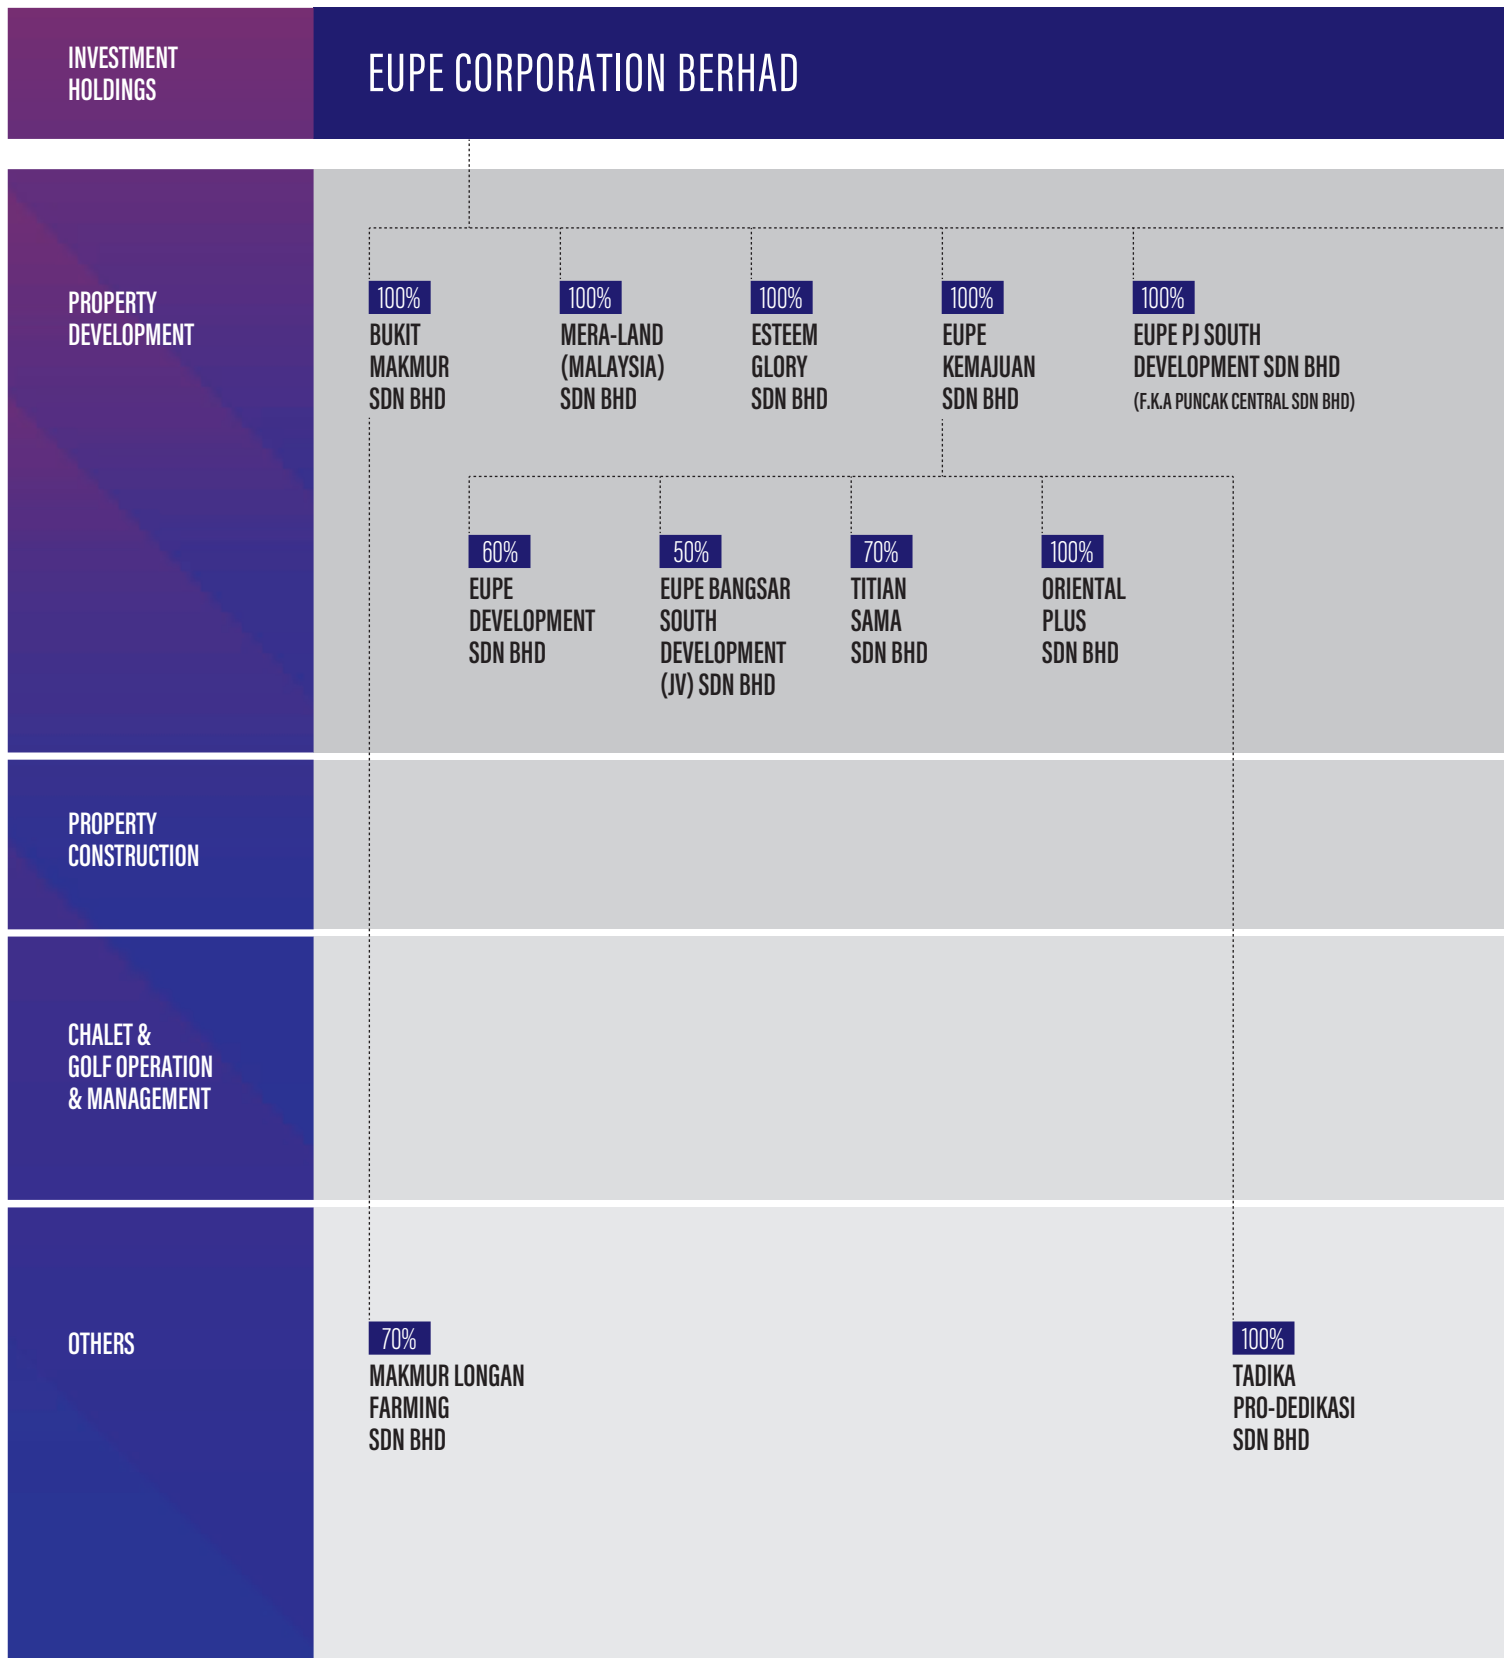 INVESTMENT
HOLDINGS
EUPE CORPORATION BERHAD
PROPERTY
DEVELOPMENT
100%
BUKIT
MAKMUR
SDN BHD
100%
MERA-LAND
(MALAYSIA)
SDN BHD
100%
ESTEEM
GLORY
SDN BHD
100%
EUPE
KEMAJUAN
SDN BHD
100%
EUPE PJ SOUTH
DEVELOPMENT SDN BHD
(F.K.A PUNCAK CENTRAL SDN BHD)
60%
EUPE
DEVELOPMENT
SDN BHD
50%
EUPE BANGSAR
SOUTH
DEVELOPMENT
(JV) SDN BHD
70%
TITIAN
SAMA
SDN BHD
100%
ORIENTAL
PLUS
SDN BHD
PROPERTY
CONSTRUCTION
CHALET &
GOLF OPERATION
& MANAGEMENT
OTHERS
70%
MAKMUR LONGAN
FARMING
SDN BHD
100%
TADIKA
PRO-DEDIKASI
SDN BHD